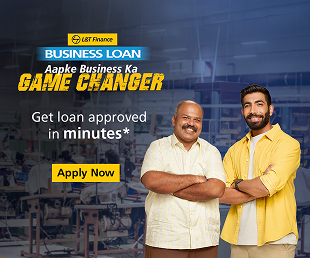 L&T Finance
BUSINESS LOAN
Aapke Business Ka
GAME CHANGER
Get loan approved
in minutes*
Apply Now